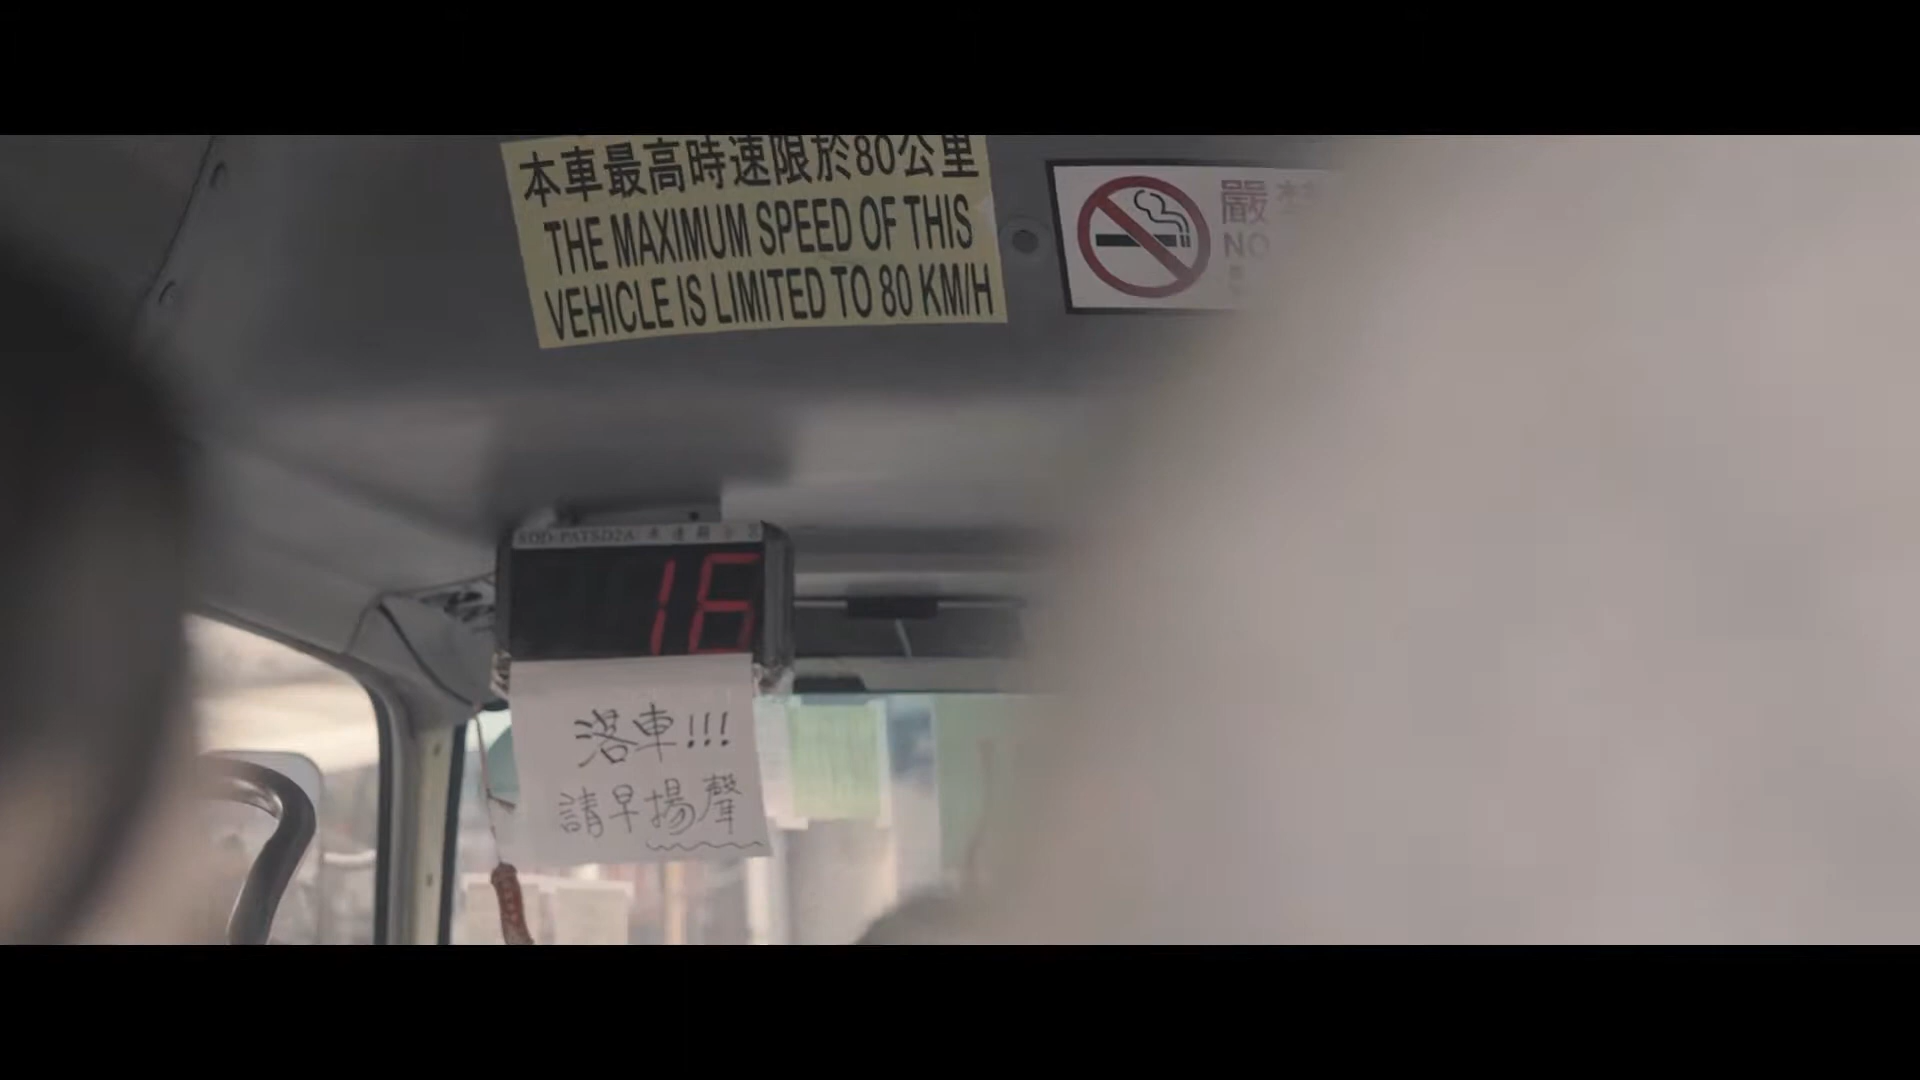 本車最高時速限於80公里
THE MAXIMUM SPEED OF THIS
VEHICLE IS LIMITED TO 80 KM/H
嚴禁
NO
16
落車!!!
請早揚聲